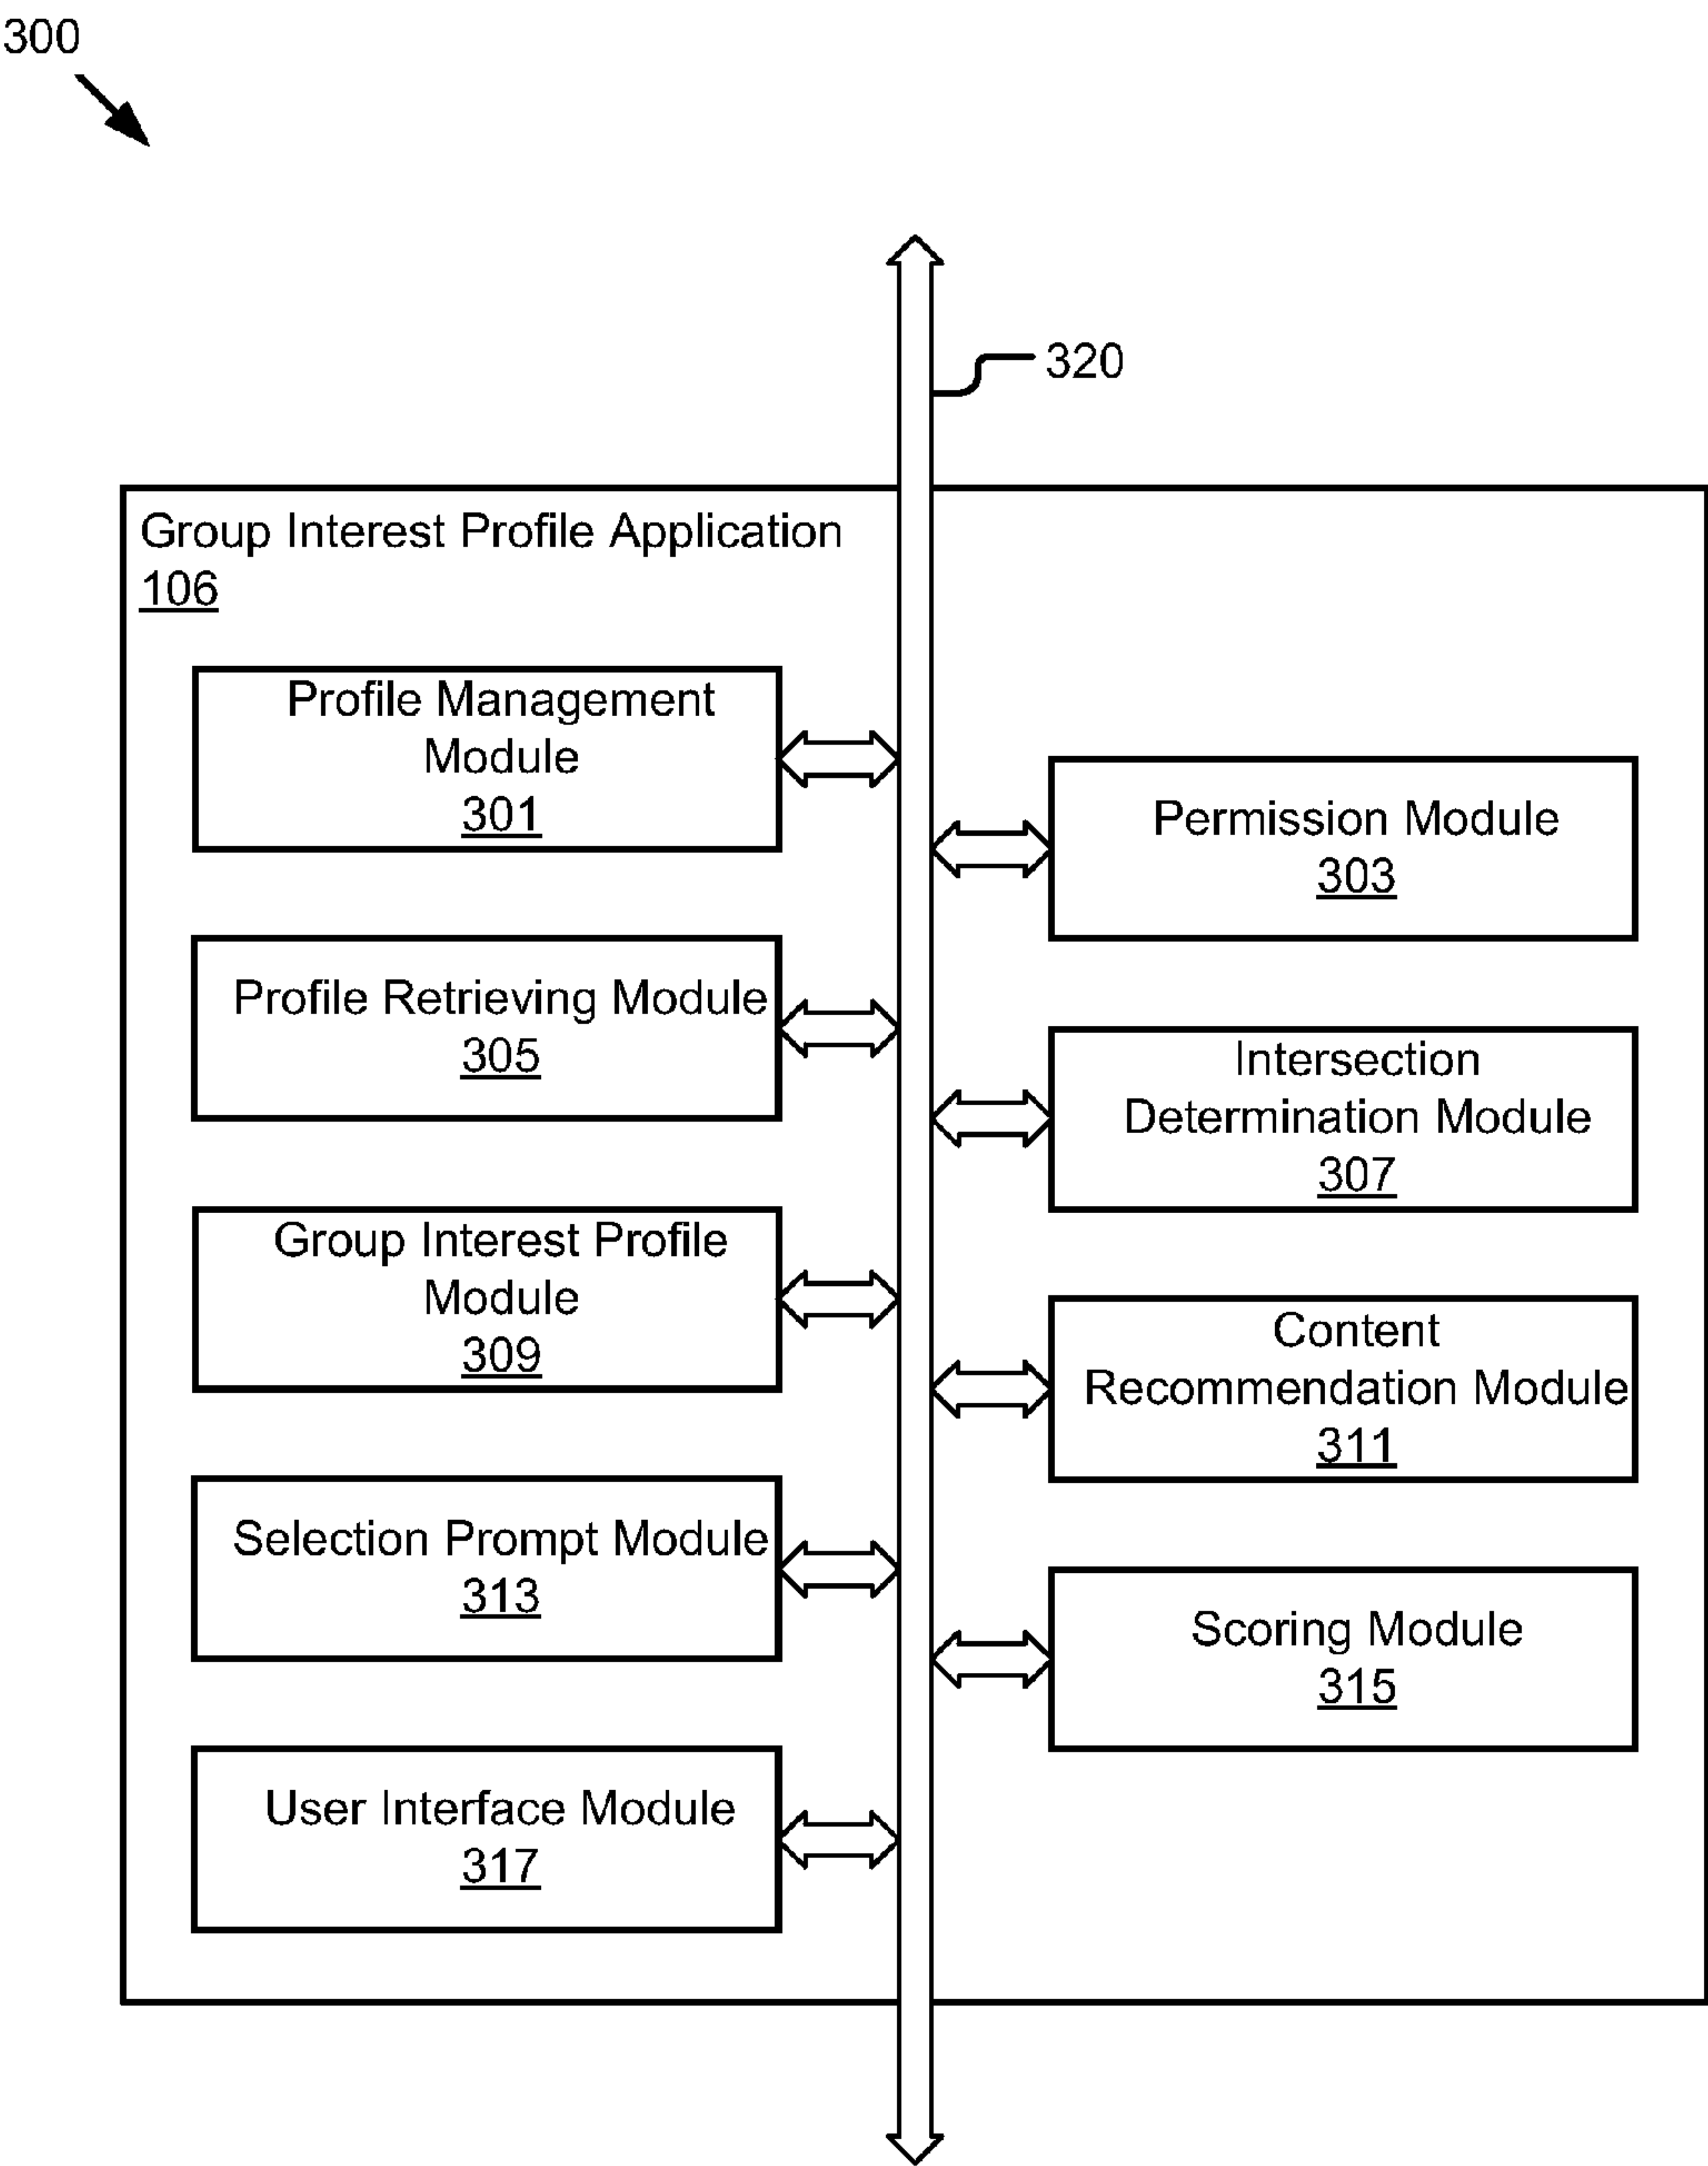 300
320
Group Interest Profile Application
106
Profile Management
Module
301
Permission Module
303
Profile Retrieving Module
305
Intersection
Determination Module
307
Group Interest Profile
Module
309
Content
Recommendation Module
311
Selection Prompt Module
313
Scoring Module
315
User Interface Module
317